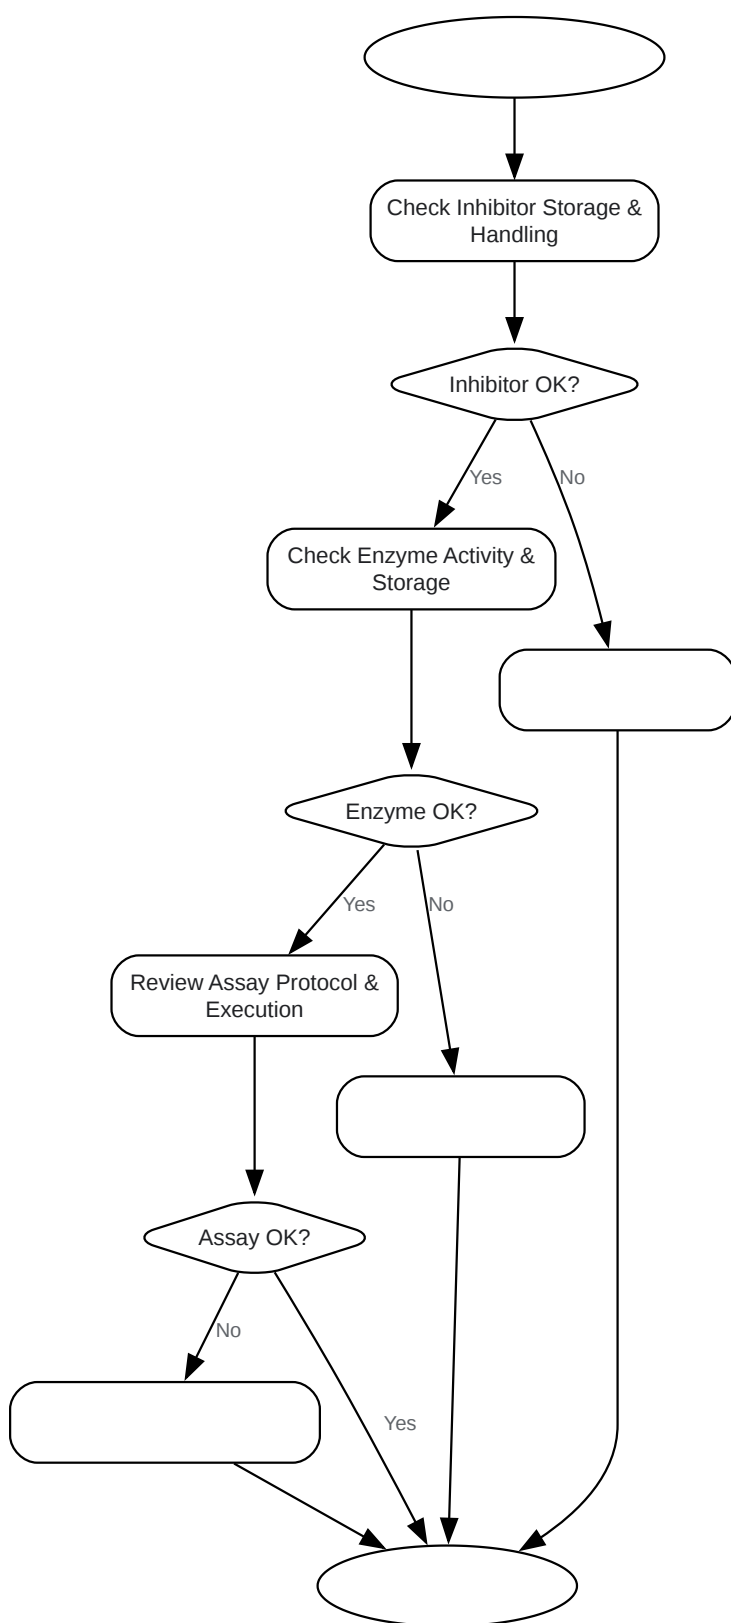 Check Inhibitor Storage &
Handling
Inhibitor OK?
Yes
No
Check Enzyme Activity &
Storage
Enzyme OK?
Yes
No
Review Assay Protocol &
Execution
Assay OK?
No
Yes